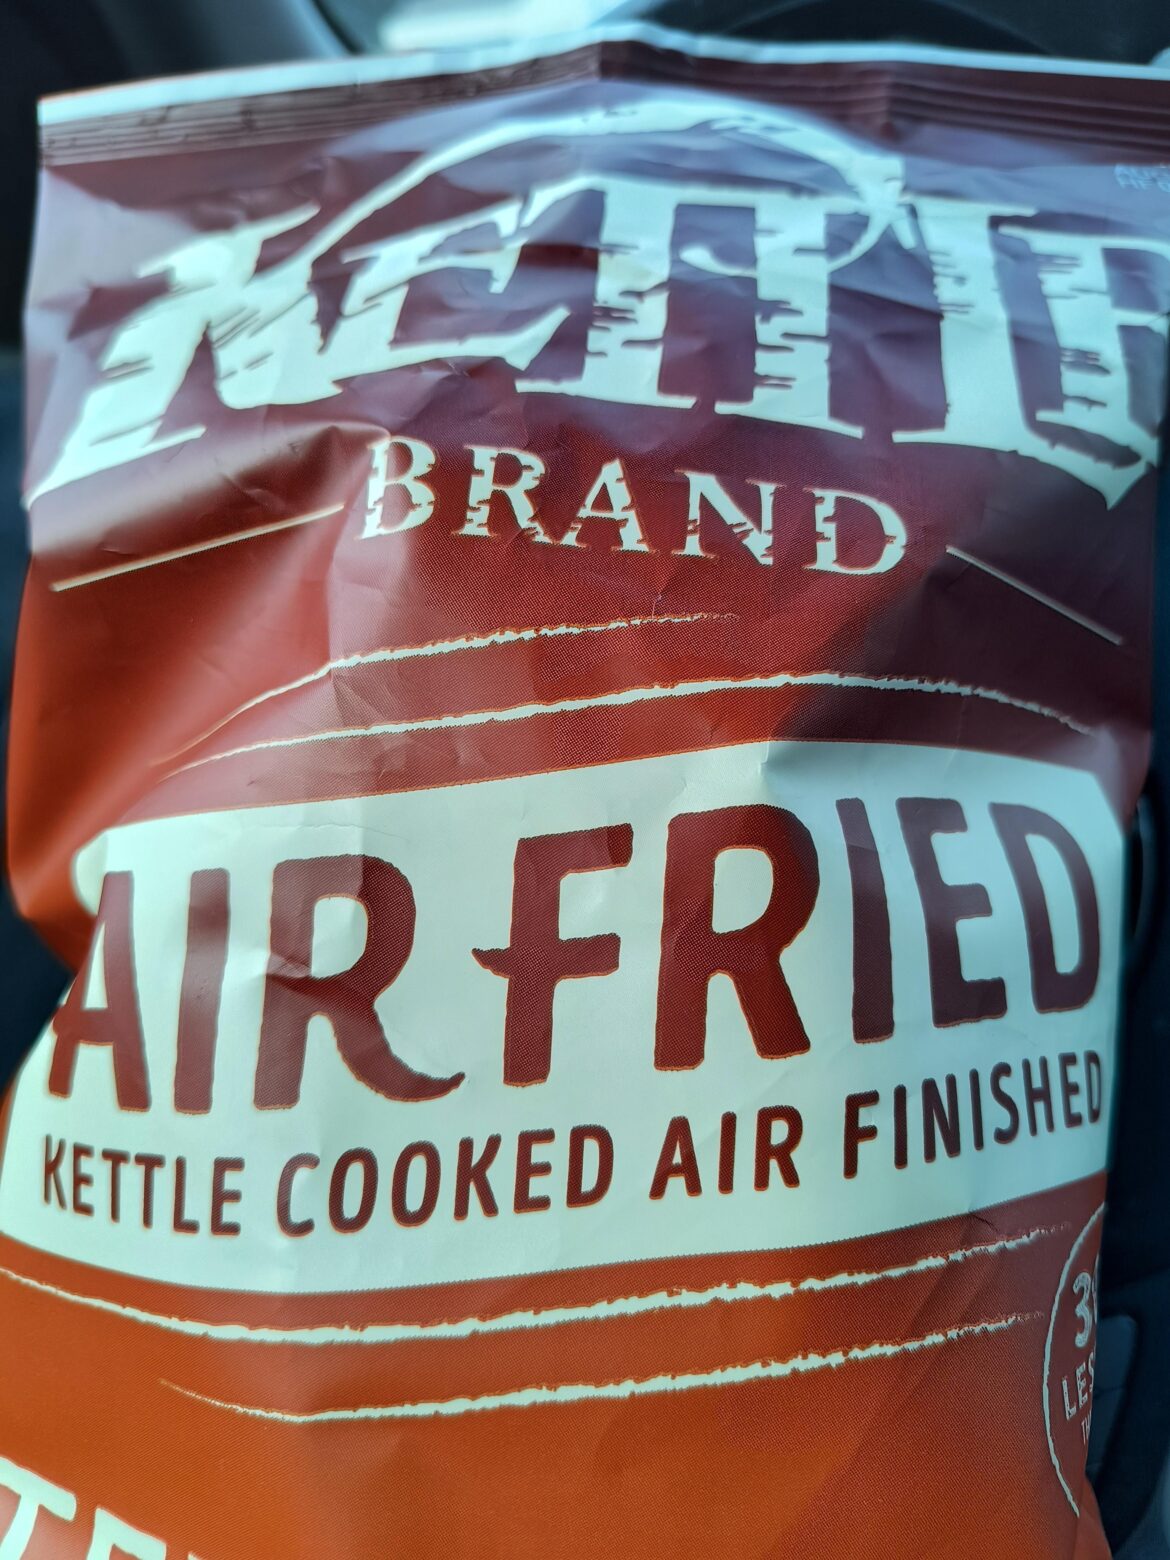 KETTLE
BRAND
AIR FRIED
KETTLE COOKED AIR FINISHED